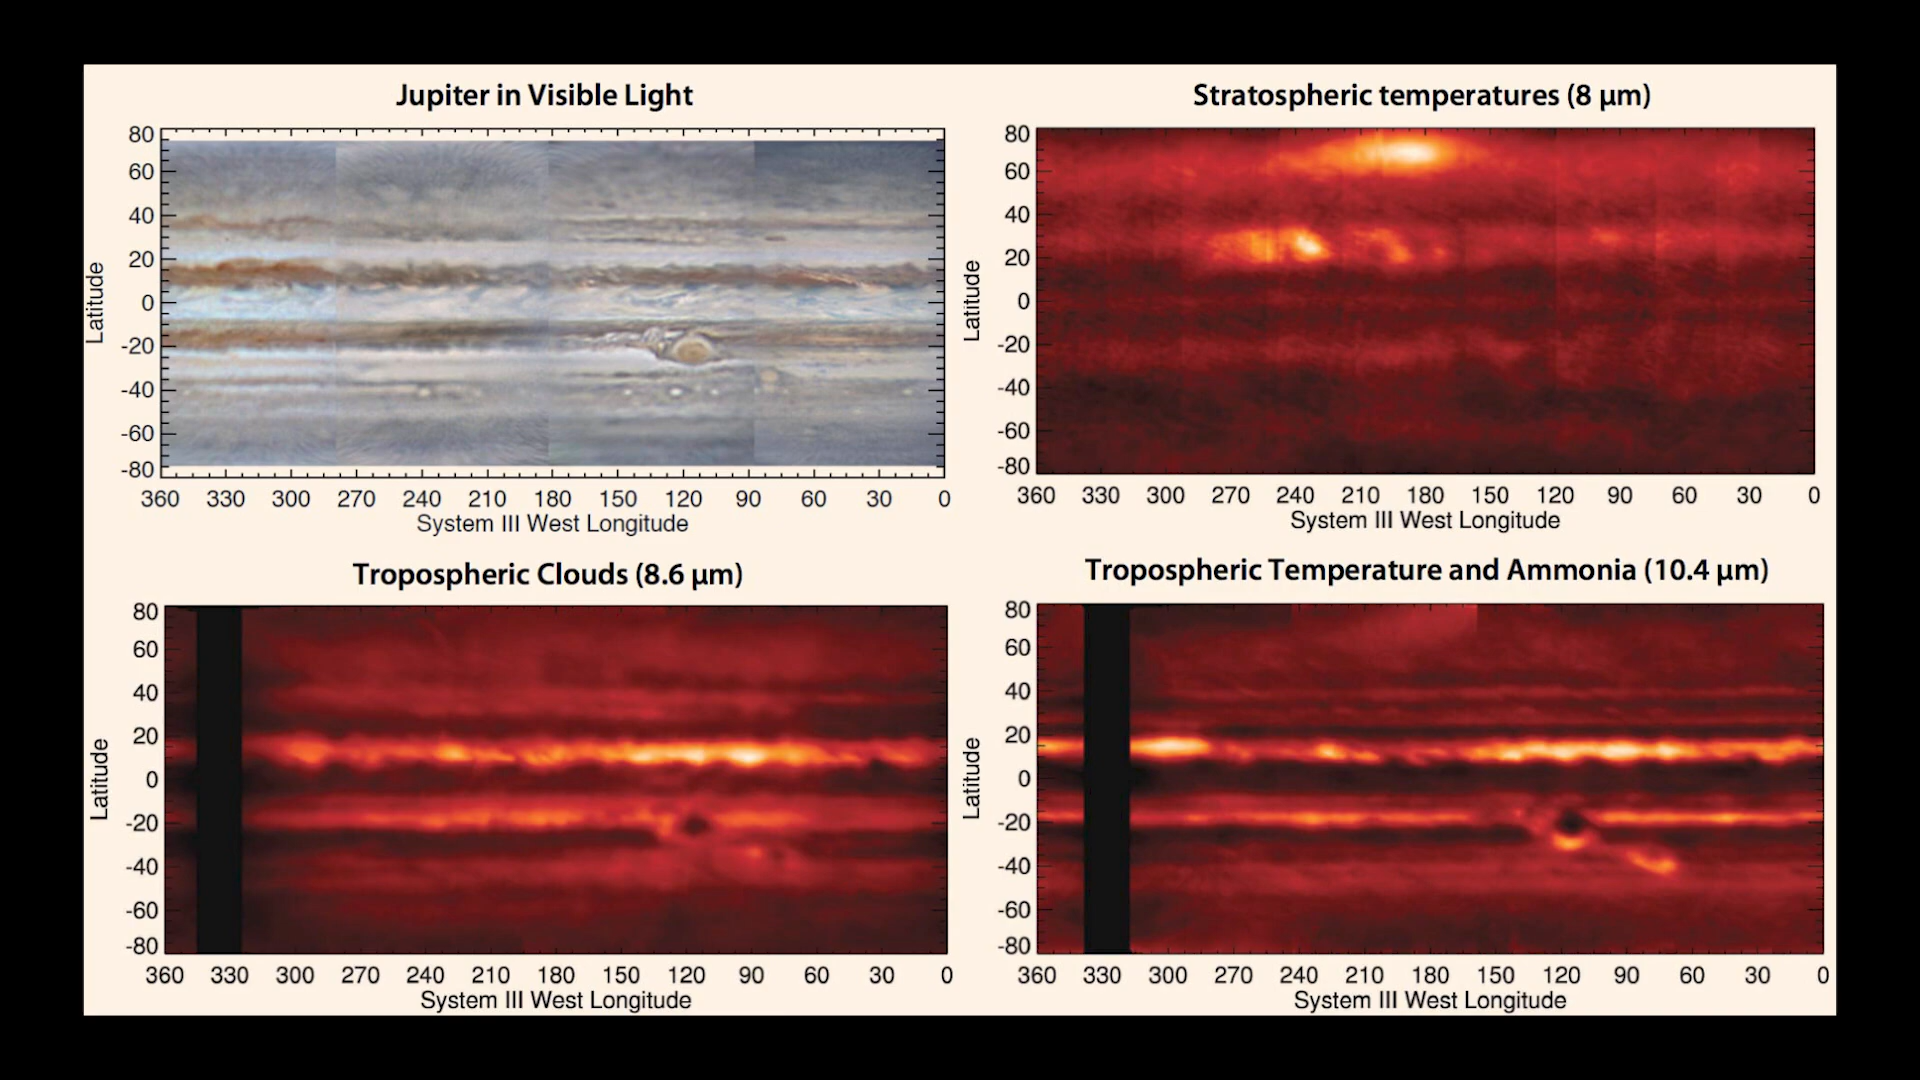 Jupiter in Visible Light
80
60
40
20
0
-20
-40
-60
-80
Latitude
360 330 300 270 240 210 180 150 120 90 60 30 0
System III West Longitude
Stratospheric temperatures (8 µm)
80
60
40
20
0
-20
-40
-60
-80
Latitude
360 330 300 270 240 210 180 150 120 90 60 30 0
System III West Longitude
Tropospheric Clouds (8.6 µm)
80
60
40
20
0
-20
-40
-60
-80
Latitude
360 330 300 270 240 210 180 150 120 90 60 30 0
System III West Longitude
Tropospheric Temperature and Ammonia (10.4 µm)
80
60
40
20
0
-20
-40
-60
-80
Latitude
360 330 300 270 240 210 180 150 120 90 60 30 0
System III West Longitude